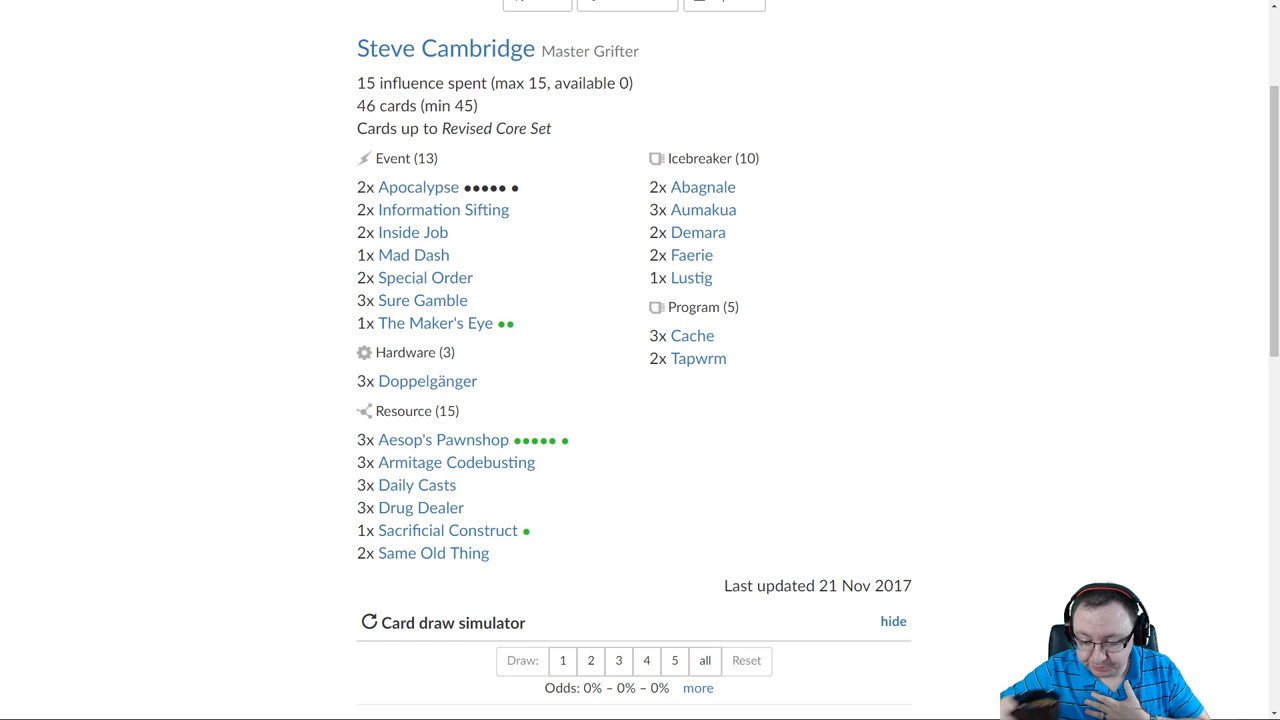 Steve Cambridge Master Grifter
15 influence spent (max 15, available 0)
46 cards (min 45)
Cards up to Revised Core Set
Event (13)
2x Apocalypse ●●●●● ●
2x Information Sifting
2x Inside Job
1x Mad Dash
2x Special Order
3x Sure Gamble
1x The Maker's Eye ●●
Hardware (3)
3x Doppelgänger
Resource (15)
3x Aesop's Pawnshop ●●●●● ●
3x Armitage Codebusting
3x Daily Casts
3x Drug Dealer
1x Sacrificial Construct ●
2x Same Old Thing
Icebreaker (10)
2x Abagnale
3x Aumakua
2x Demara
2x Faerie
1x Lustig
Program (5)
3x Cache
2x Tapwrm
Last updated 21 Nov 2017
Card draw simulator hide
Draw: 1 2 3 4 5 all Reset
Odds: 0% – 0% – 0% more